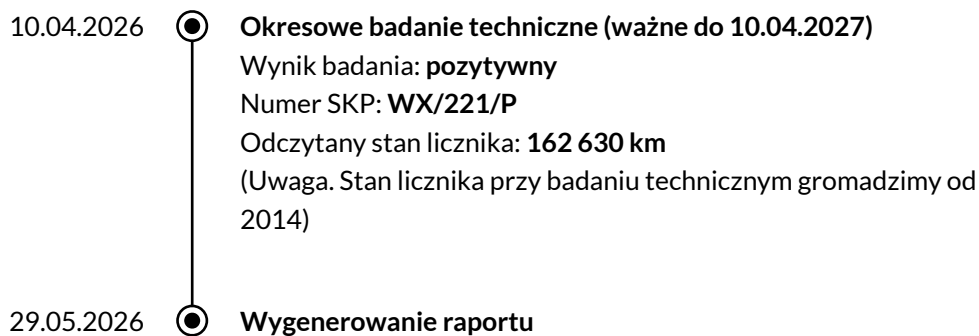 10.04.2026 Okresowe badanie techniczne (ważne do 10.04.2027)
Wynik badania: pozytywny
Numer SKP: WX/221/P
Odczytany stan licznika: 162 630 km
(Uwaga. Stan licznika przy badaniu technicznym gromadzimy od
2014)
29.05.2026 Wygenerowanie raportu